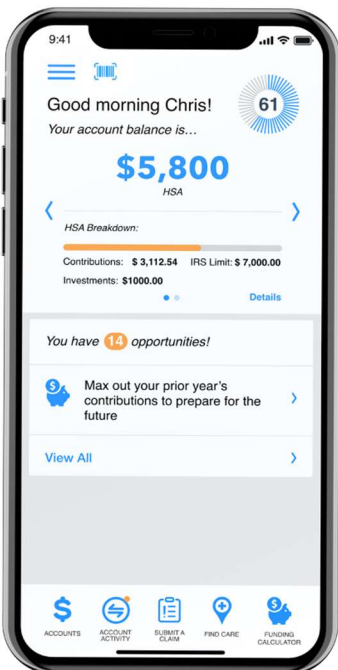 9:41
Good morning Chris!
61
Your account balance is...
$5,800
HSA
HSA Breakdown:
Contributions: $ 3,112.54 IRS Limit: $ 7,000.00
Investments: $1000.00
Details
You have 14 opportunities!
Max out your prior year's
contributions to prepare for the
future
View All
ACCOUNTS
ACCOUNT
ACTIVITY
SUBMIT A
CLAIM
FIND CARE
FUNDING
CALCULATOR